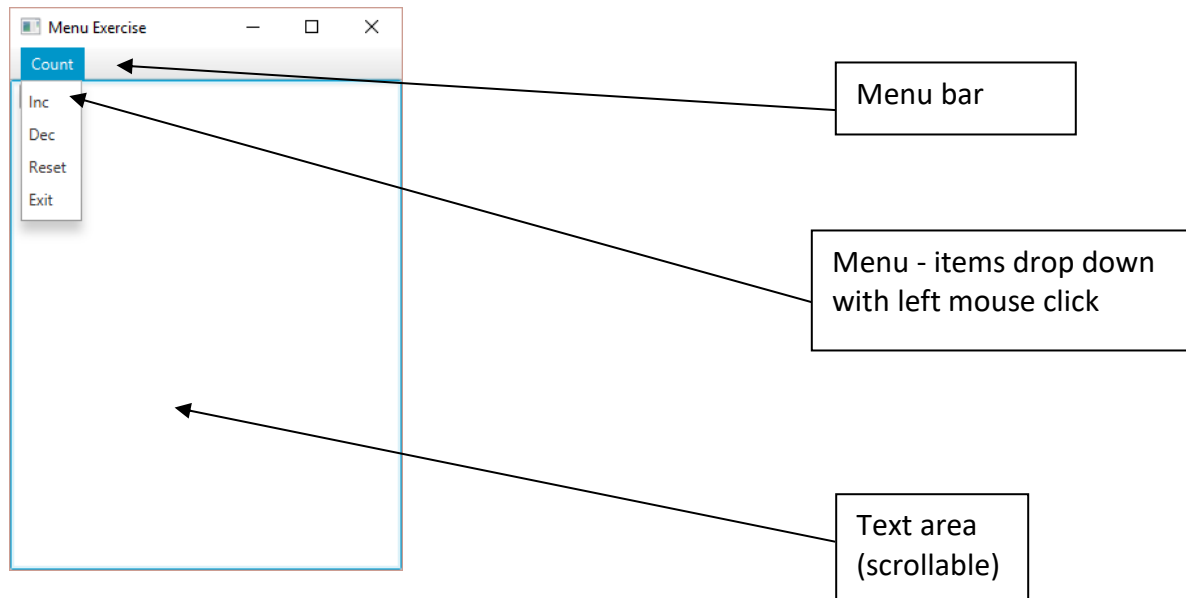 Menu Exercise
Count
Inc
Dec
Reset
Exit
Menu bar
Menu - items drop down
with left mouse click
Text area
(scrollable)